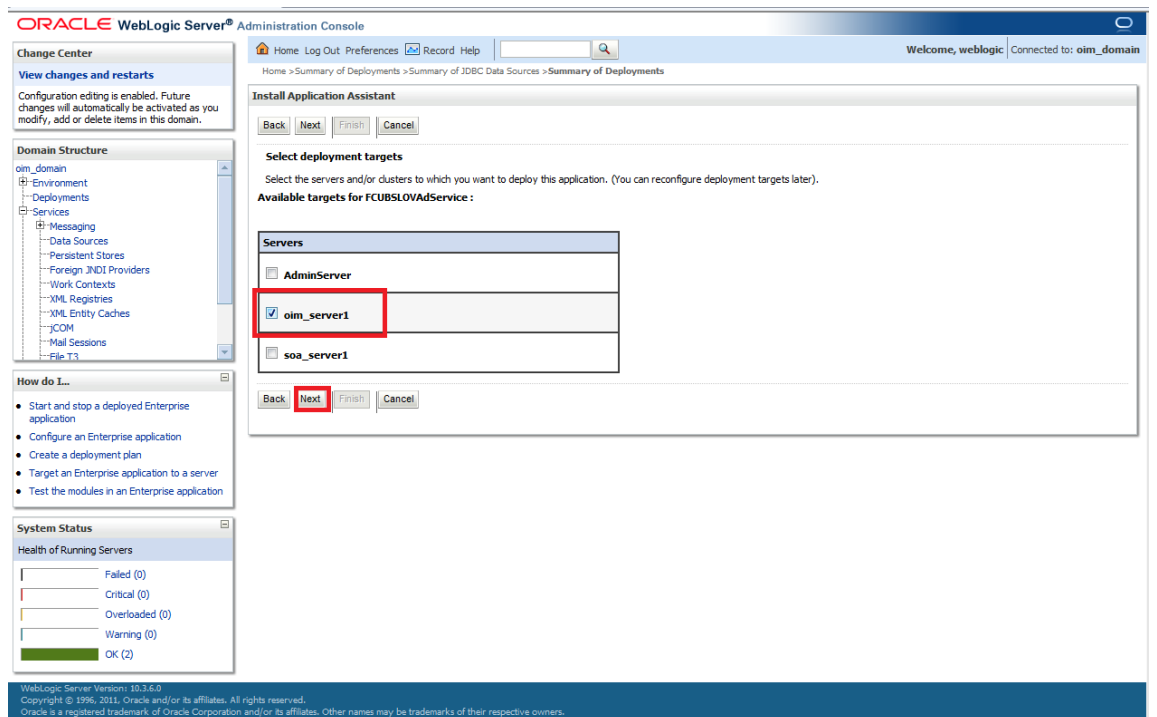 ORACLE WebLogic Server® Administration Console
Change Center
View changes and restarts
Configuration editing is enabled. Future
changes will automatically be activated as you
modify, add or delete items in this domain.
Domain Structure
oim_domain
Environment
Deployments
Services
Messaging
Data Sources
Persistent Stores
Foreign JNDI Providers
Work Contexts
XML Registries
XML Entity Caches
jCOM
Mail Sessions
File T3
How do I...
Start and stop a deployed Enterprise
application
Configure an Enterprise application
Create a deployment plan
Target an Enterprise application to a server
Test the modules in an Enterprise application
System Status
Health of Running Servers
Failed (0)
Critical (0)
Overloaded (0)
Warning (0)
OK (2)
Home Log Out Preferences Record Help
Welcome, weblogic Connected to: oim_domain
Home >Summary of Deployments >Summary of JDBC Data Sources >Summary of Deployments
Install Application Assistant
Back Next Finish Cancel
Select deployment targets
Select the servers and/or clusters to which you want to deploy this application. (You can reconfigure deployment targets later).
Available targets for FCUBSLOVAdService :
Servers
AdminServer
oim_server1
soa_server1
Back Next Finish Cancel
WebLogic Server Version: 10.3.6.0
Copyright © 1996, 2011, Oracle and/or its affiliates. All rights reserved.
Oracle is a registered trademark of Oracle Corporation and/or its affiliates. Other names may be trademarks of their respective owners.